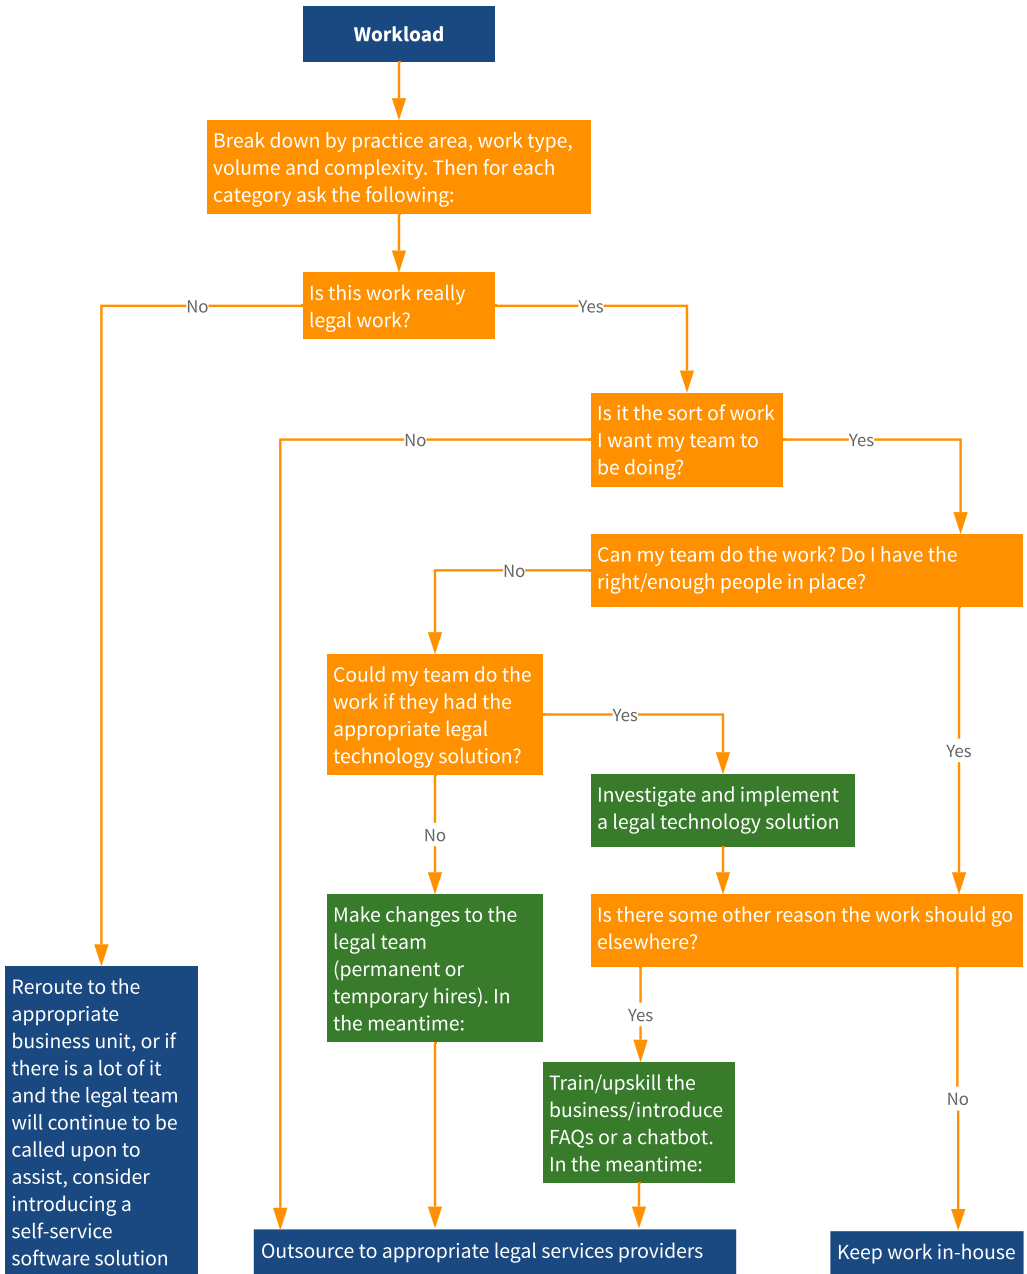 Workload
Break down by practice area, work type,
volume and complexity. Then for each
category ask the following:
Is this work really
legal work?
No
Yes
Is it the sort of work
I want my team to
be doing?
No
Yes
Can my team do the work? Do I have the
right/enough people in place?
No
Could my team do the
work if they had the
appropriate legal
technology solution?
Yes
Yes
Investigate and implement
a legal technology solution
No
Make changes to the
legal team
(permanent or
temporary hires). In
the meantime:
Is there some other reason the work should go
elsewhere?
Reroute to the
appropriate
business unit, or if
there is a lot of it
and the legal team
will continue to be
called upon to
assist, consider
introducing a
self-service
software solution
Yes
Train/upskill the
business/introduce
FAQs or a chatbot.
In the meantime:
No
Outsource to appropriate legal services providers
Keep work in-house